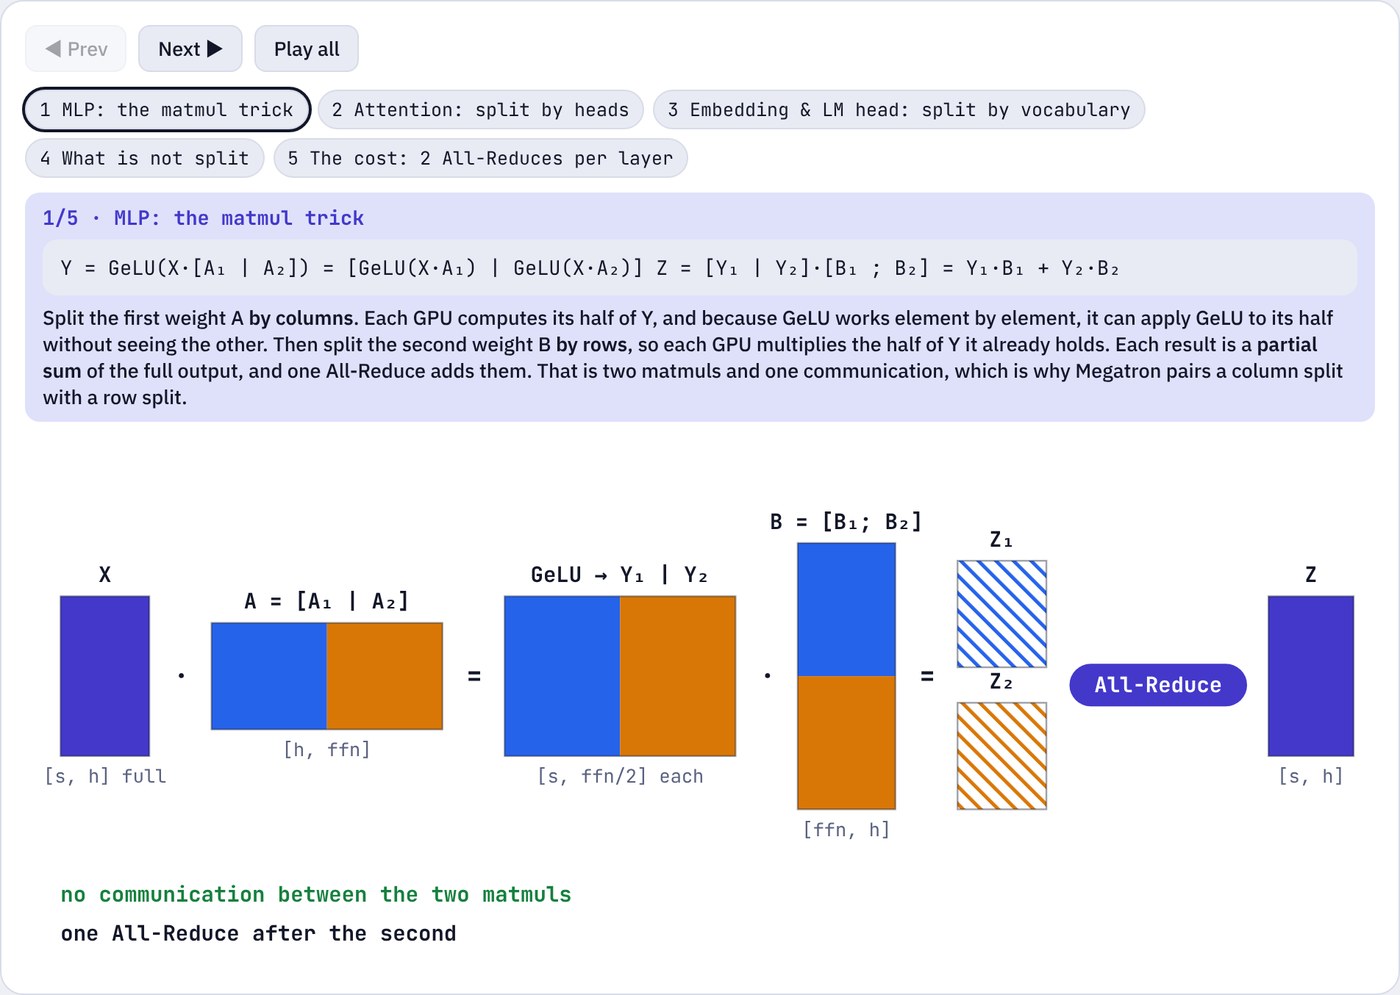 ◀ Prev
Next ▶
Play all
1 MLP: the matmul trick
2 Attention: split by heads
3 Embedding & LM head: split by vocabulary
4 What is not split
5 The cost: 2 All-Reduces per layer
1/5 · MLP: the matmul trick
Y = GeLU(X·[A₁ | A₂]) = [GeLU(X·A₁) | GeLU(X·A₂)] Z = [Y₁ | Y₂]·[B₁ ; B₂] = Y₁·B₁ + Y₂·B₂
Split the first weight A by columns. Each GPU computes its half of Y, and because GeLU works element by element, it can apply GeLU to its half
without seeing the other. Then split the second weight B by rows, so each GPU multiplies the half of Y it already holds. Each result is a partial
sum of the full output, and one All-Reduce adds them. That is two matmuls and one communication, which is why Megatron pairs a column split
with a row split.
X
[s, h] full
·
A = [A₁ | A₂]
[h, ffn]
=
GeLU → Y₁ | Y₂
[s, ffn/2] each
·
B = [B₁; B₂]
[ffn, h]
=
Z₁
Z₂
All-Reduce
Z
[s, h]
no communication between the two matmuls
one All-Reduce after the second